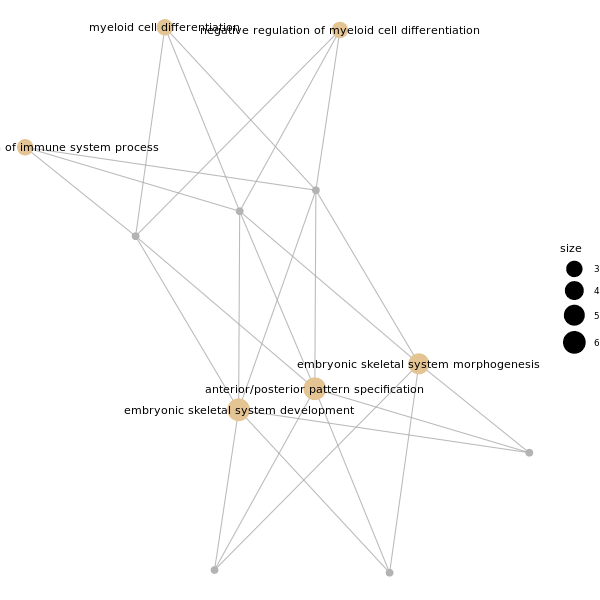 myeloid cell differentiation
negative regulation of myeloid cell differentiation
of immune system process
size
3
4
5
6
embryonic skeletal system morphogenesis
anterior/posterior pattern specification
embryonic skeletal system development